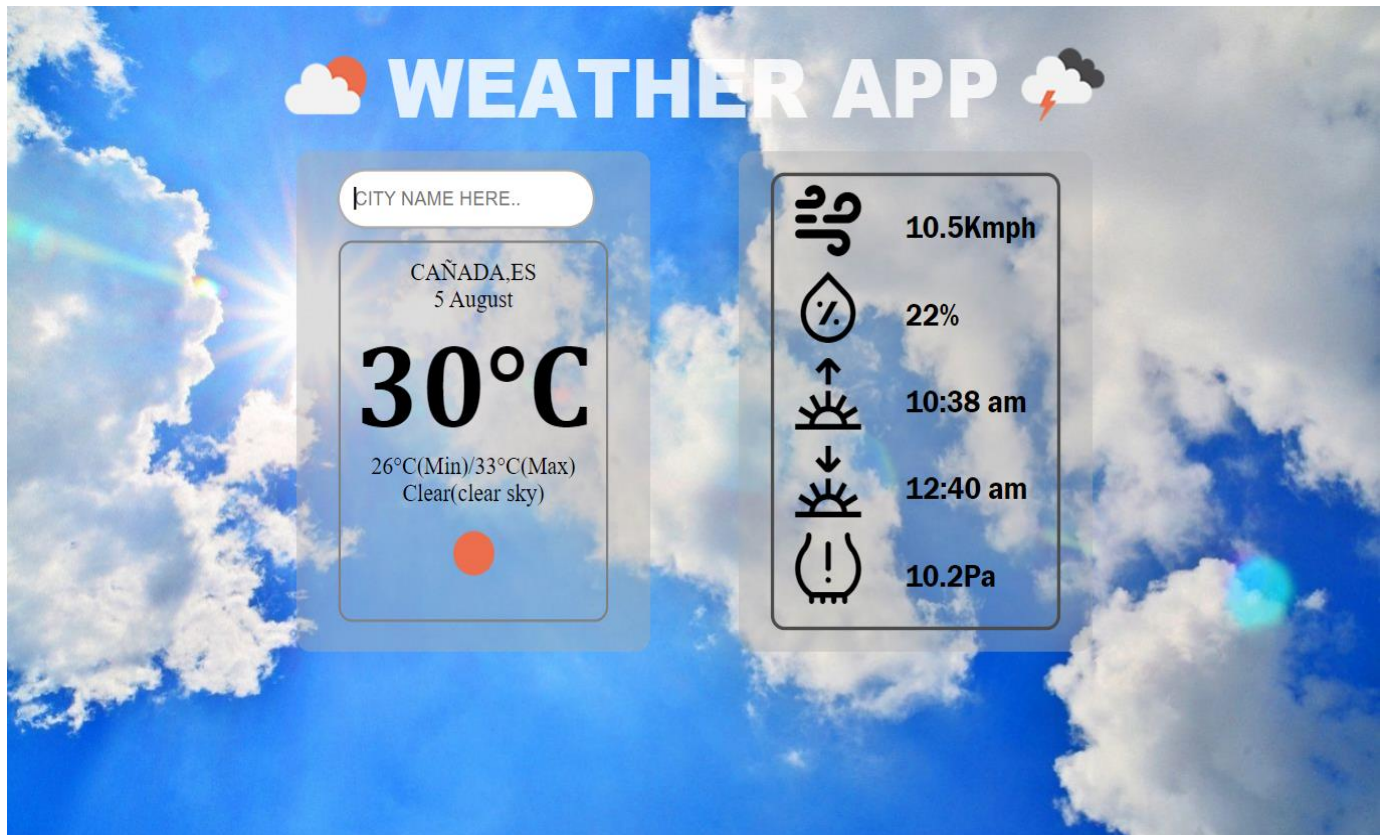 WEATHER APP
CITY NAME HERE..
CAÑADA,ES
5 August
30°C
26°C(Min)/33°C(Max)
Clear(clear sky)
10.5Kmph
%
22%
10:38 am
12:40 am
!
10.2Pa